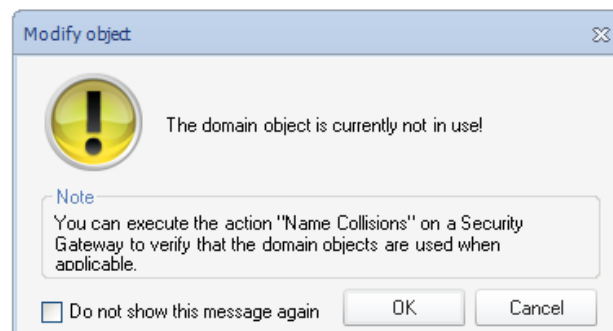 Modify object
The domain object is currently not in use!
Note
You can execute the action "Name Collisions" on a Security
Gateway to verify that the domain objects are used when
applicable.
Do not show this message again
OK
Cancel